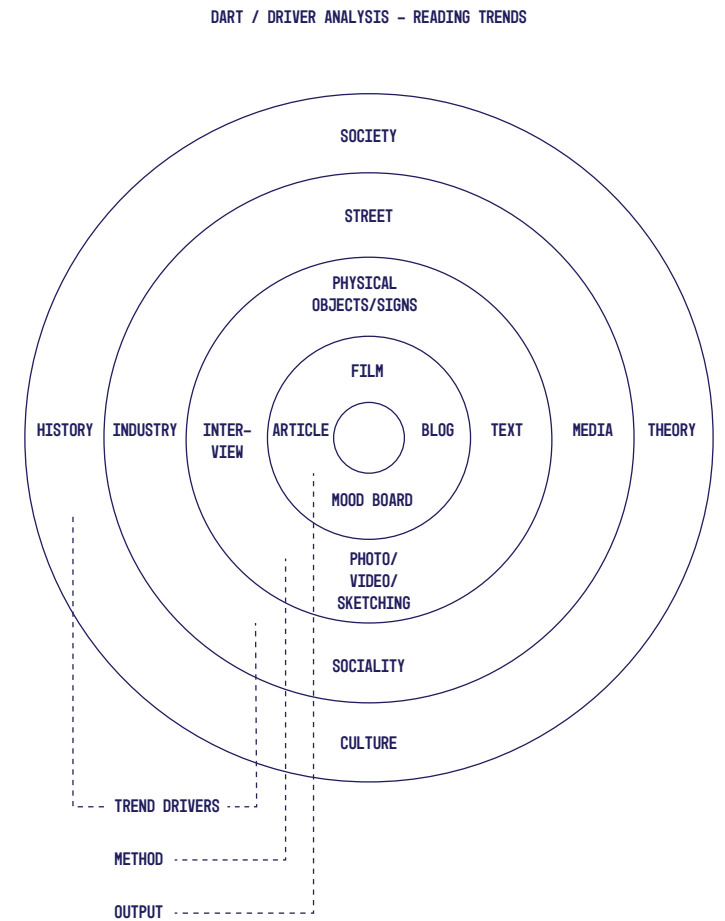 DART / DRIVER ANALYSIS – READING TRENDS
SOCIETY
STREET
PHYSICAL
OBJECTS/SIGNS
FILM
HISTORY
INDUSTRY
INTER–
VIEW
ARTICLE
BLOG
TEXT
MEDIA
THEORY
MOOD BOARD
PHOTO/
VIDEO/
SKETCHING
SOCIALITY
CULTURE
TREND DRIVERS
METHOD
OUTPUT